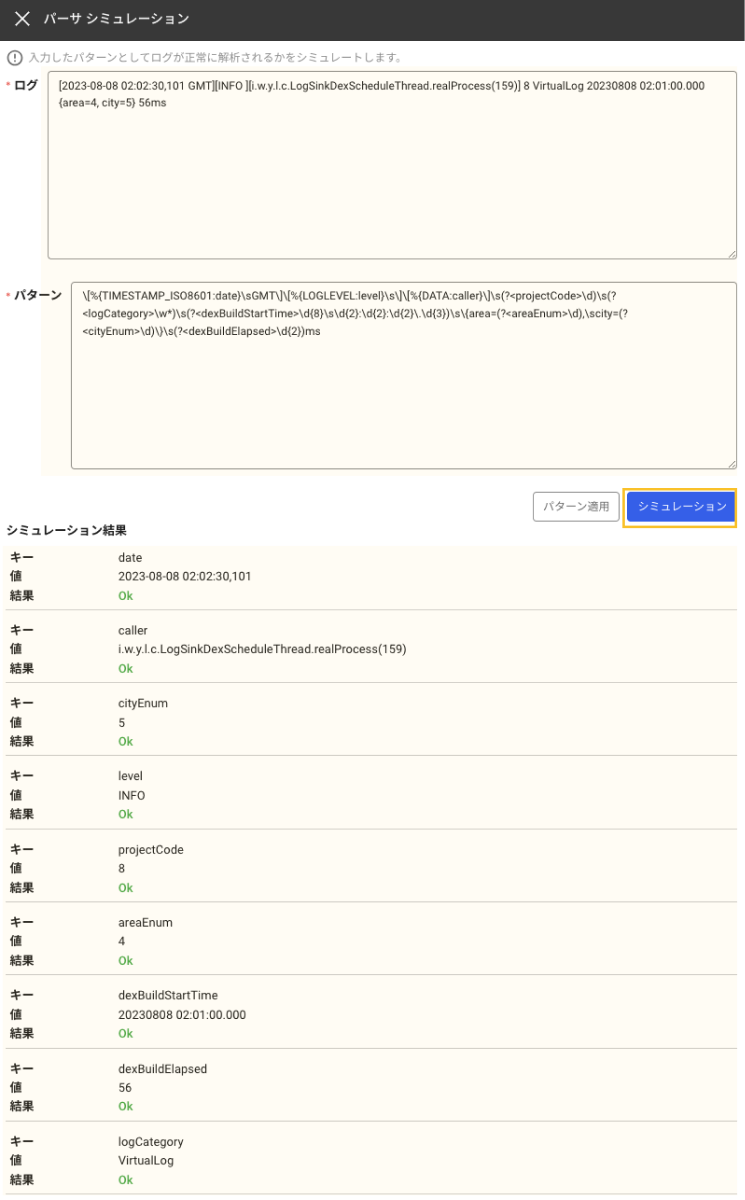 パーサ シミュレーション
入力したパターンとしてログが正常に解析されるかをシミュレートします。
* ログ
[2023-08-08 02:02:30,101 GMT][INFO ][i.w.y.l.c.LogSinkDexScheduleThread.realProcess(159)] 8 VirtualLog 20230808 02:01:00.000
{area=4, city=5} 56ms
* パターン
\[%{TIMESTAMP_ISO8601:date}\sGMT\]\[%{LOGLEVEL:level}\s\]\[%{DATA:caller}\]\s(?<projectCode>\d)\s(?
<logCategory>\w*)\s(?<dexBuildStartTime>\d{8}\s\d{2}:\d{2}:\d{2}\.\d{3})\s\{area=(?<areaEnum>\d),\scity=(?
<cityEnum>\d)\}\s(?<dexBuildElapsed>\d{2})ms
パターン適用
シミュレーション
シミュレーション結果
キー date
値 2023-08-08 02:02:30,101
結果 Ok
キー caller
値 i.w.y.l.c.LogSinkDexScheduleThread.realProcess(159)
結果 Ok
キー cityEnum
値 5
結果 Ok
キー level
値 INFO
結果 Ok
キー projectCode
値 8
結果 Ok
キー areaEnum
値 4
結果 Ok
キー dexBuildStartTime
値 20230808 02:01:00.000
結果 Ok
キー dexBuildElapsed
値 56
結果 Ok
キー logCategory
値 VirtualLog
結果 Ok